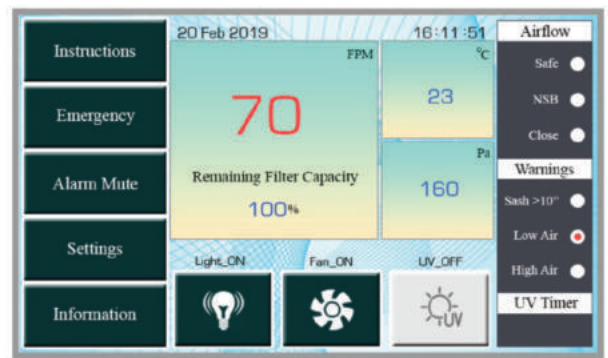 Instructions
Emergency
Alarm Mute
Settings
Information
20 Feb 2019
16:11:51
FPM
70
Remaining Filter Capacity
100%
°C
23
Pa
160
Light_ON
Fan_ON
UV_OFF
UV
Airflow
Safe
NSB
Close
Warnings
Sash >10"
Low Air
High Air
UV Timer